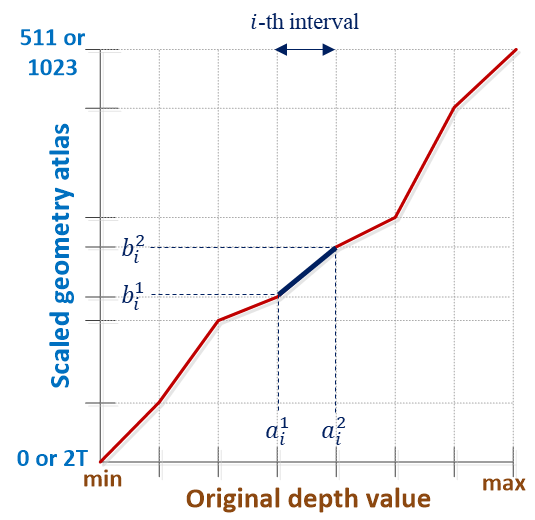 i-th interval
511 or
1023
Scaled geometry atlas
b_i^2
b_i^1
a_i^1 a_i^2
0 or 2T
min
max
Original depth value